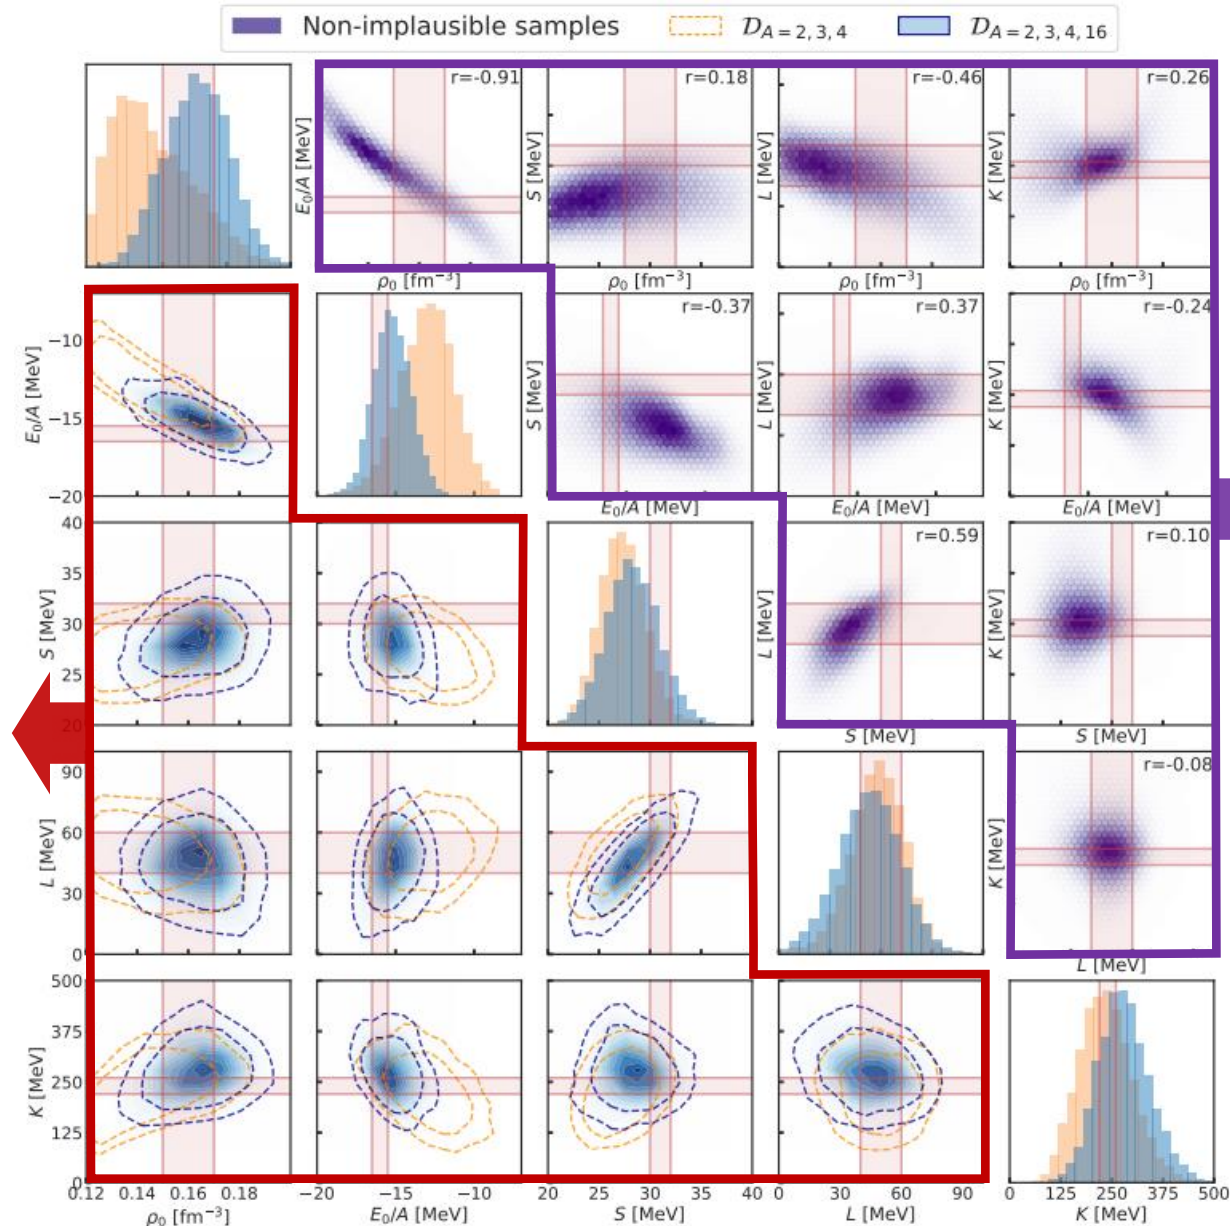 Non-implausible samples
𝒟A=2,3,4
𝒟A=2,3,4,16
r=-0.91
r=0.18
r=-0.46
r=0.26
E₀/A [MeV]
S [MeV]
L [MeV]
K [MeV]
ρ₀ [fm⁻³]
ρ₀ [fm⁻³]
ρ₀ [fm⁻³]
ρ₀ [fm⁻³]
r=-0.37
r=0.37
r=-0.24
E₀/A [MeV]
−10
−15
−20
S [MeV]
L [MeV]
K [MeV]
E₀/A [MeV]
E₀/A [MeV]
E₀/A [MeV]
r=0.59
r=0.10
S [MeV]
40
35
30
25
20
L [MeV]
K [MeV]
S [MeV]
S [MeV]
r=-0.08
L [MeV]
90
60
30
0
K [MeV]
L [MeV]
K [MeV]
500
375
250
125
0
0.12 0.14 0.16 0.18
−20 −15 −10
20 25 30 35 40
0 30 60 90
0 125 250 375 500
ρ₀ [fm⁻³]
E₀/A [MeV]
S [MeV]
L [MeV]
K [MeV]